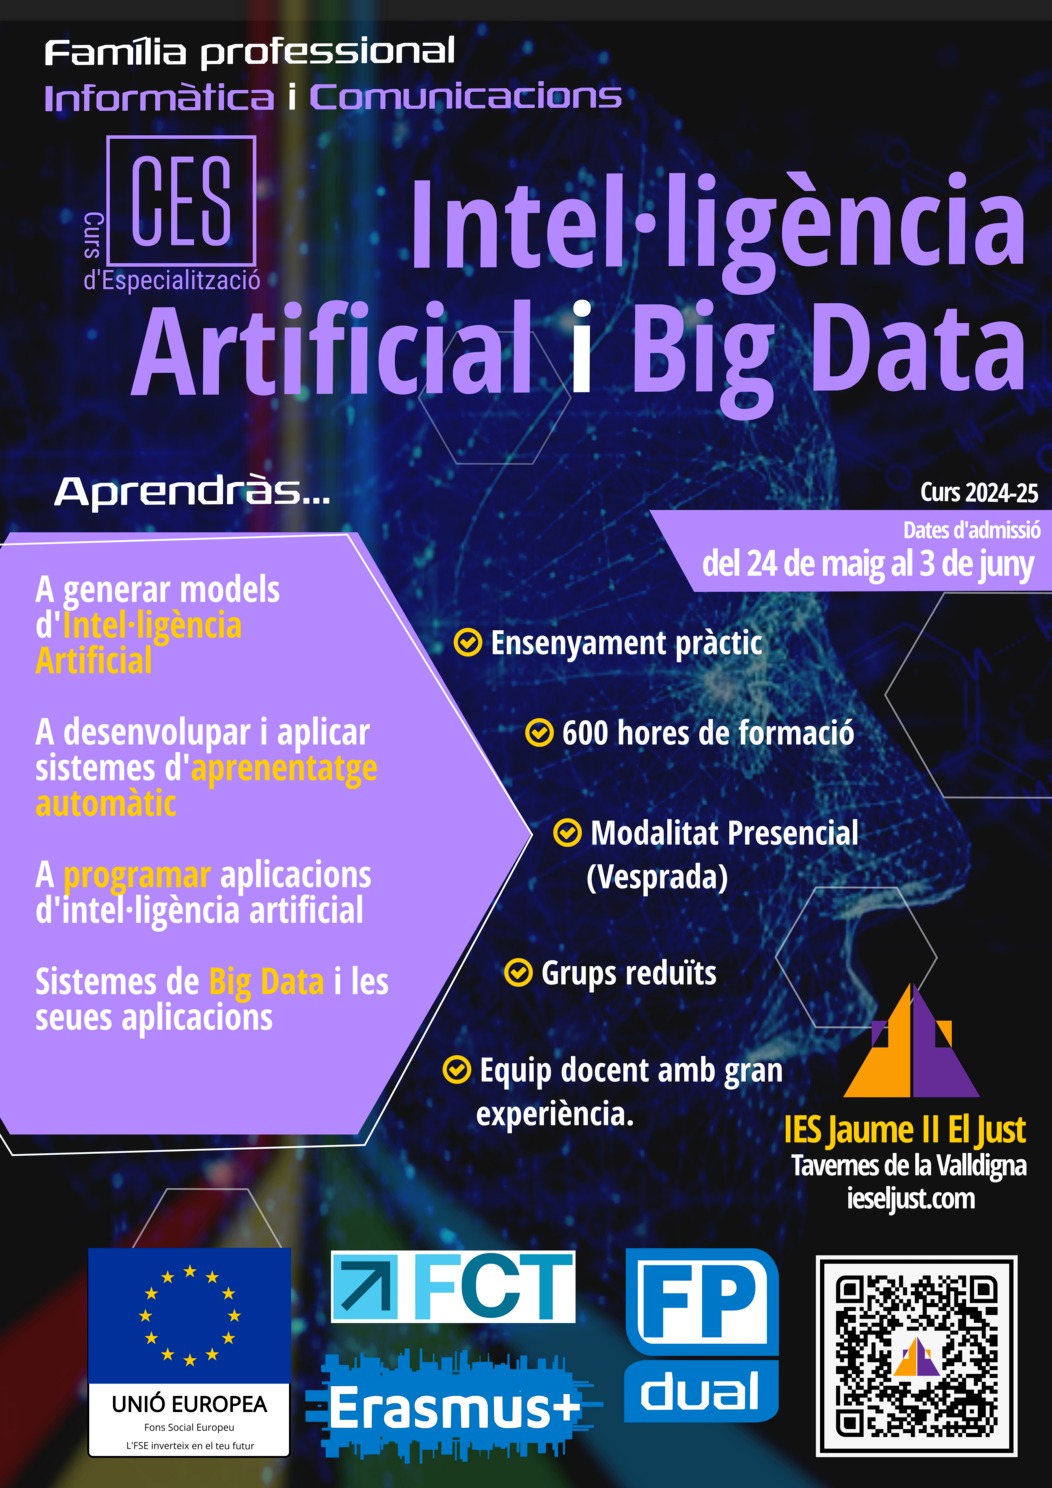 Família professional
Informàtica i Comunicacions
CES
Curs
d'Especialització
Intel·ligència
Artificial i Big Data
Aprendràs...
Curs 2024-25
Dates d'admissió
del 24 de maig al 3 de juny
A generar models
d'Intel·ligència
Artificial
A desenvolupar i aplicar
sistemes d'aprenentatge
automàtic
A programar aplicacions
d'intel·ligència artificial
Sistemes de Big Data i les
seues aplicacions
Ensenyament pràctic
600 hores de formació
Modalitat Presencial
(Vesprada)
Grups reduïts
Equip docent amb gran
experiència.
IES Jaume II El Just
Tavernes de la Valldigna
ieseljust.com
UNIÓ EUROPEA
Fons Social Europeu
L'FSE inverteix en el teu futur
FCT
Erasmus+
FP
dual